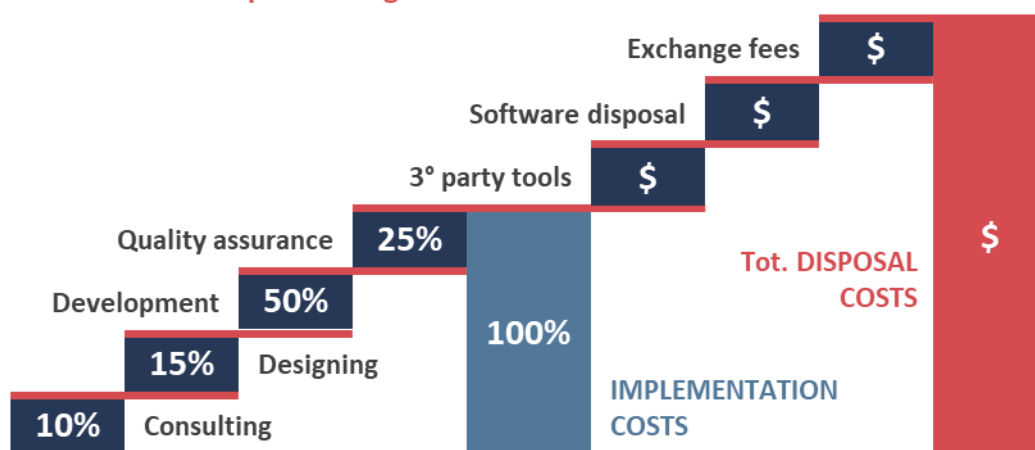 Exchange fees
$
Software disposal
$
3° party tools
$
Quality assurance
25%
$
Tot. DISPOSAL
COSTS
Development
50%
100%
15%
Designing
IMPLEMENTATION
COSTS
10%
Consulting